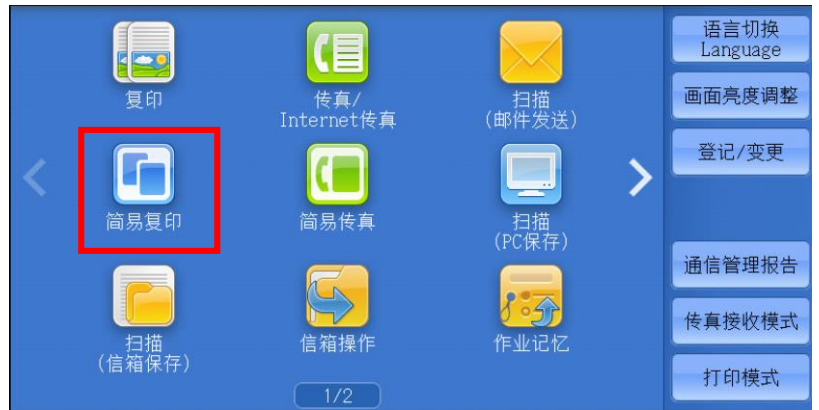 复印
传真/
Internet传真
扫描
(邮件发送)
简易复印
简易传真
扫描
(PC保存)
扫描
(信箱保存)
信箱操作
作业记忆
1/2
语言切换
Language
画面亮度调整
登记/变更
通信管理报告
传真接收模式
打印模式